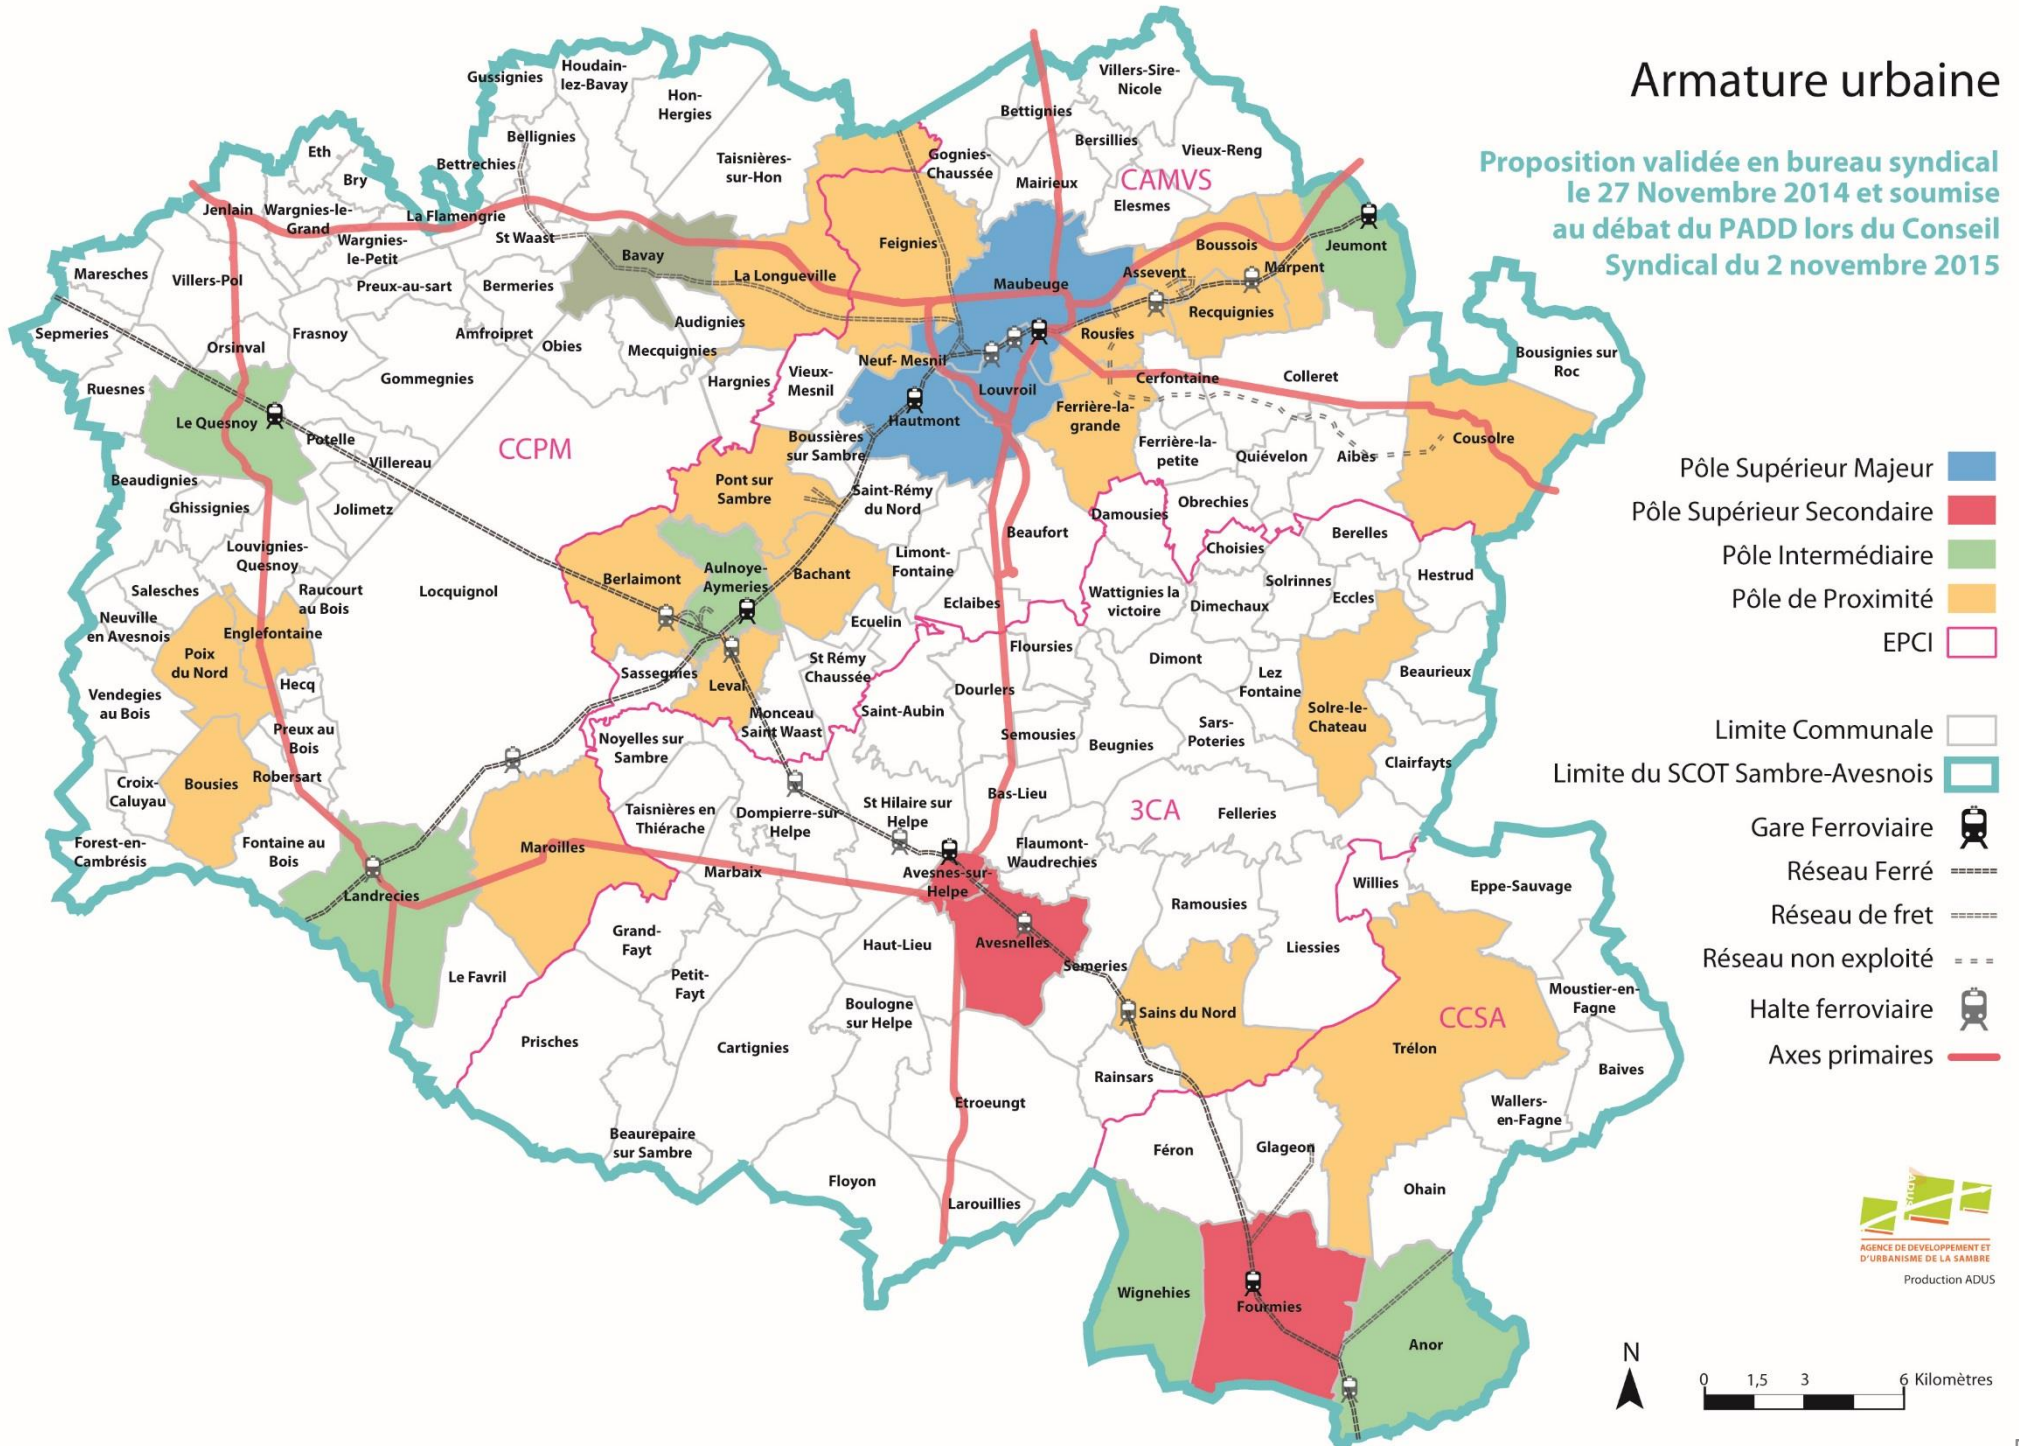 Armature urbaine
Proposition validée en bureau syndical
le 27 Novembre 2014 et soumise
au débat du PADD lors du Conseil
Syndical du 2 novembre 2015
Gussignies
Houdain-
lez-Bavay
Hon-
Hergies
Bellignies
Bettrechies
Taisnières-
sur-Hon
Eth
Bry
Jenlain
Wargnies-le-
Grand
La Flamengrie
Wargnies-
le-Petit
St Waast
Bavay
Maresches
Villers-Pol
Preux-au-sart
Bermeries
La Longueville
Feignies
Gognies-
Chaussée
Bettignies
Villers-Sire-
Nicole
Bersillies
Vieux-Reng
Mairieux
CAMVS
Elesmes
Maubeuge
Assevent
Boussois
Marpent
Jeumont
Recquignies
Rousies
Sepmeries
Orsinval
Frasnoy
Amfroipret
Obies
Audignies
Mecquignies
Ruesnes
Gommegnies
Hargnies
Vieux-
Mesnil
Neuf- Mesnil
Louvroil
Hautmont
Cerfontaine
Colleret
Bousignies sur
Roc
Le Quesnoy
Potelle
Villereau
CCPM
Boussières
sur Sambre
Ferrière-la-
grande
Ferrière-la-
petite
Quiévelon
Aibes
Cousolre
Beaudignies
Ghissignies
Jolimetz
Pont sur
Sambre
Saint-Rémy
du Nord
Beaufort
Damousies
Obrechies
Choisies
Berelles
Louvignies-
Quesnoy
Salesches
Raucourt
au Bois
Locquignol
Berlaimont
Aulnoye-
Aymeries
Bachant
Limont-
Fontaine
Eclaibes
Wattignies la
victoire
Dimechaux
Solrinnes
Eccles
Hestrud
Neuville
en Avesnois
Englefontaine
Poix
du Nord
Hecq
Ecuelin
Sassegnies
Leval
St Rémy
Chaussée
Floursies
Dimont
Lez
Fontaine
Beaurieux
Vendegies
au Bois
Preux au
Bois
Noyelles sur
Sambre
Monceau
Saint Waast
Saint-Aubin
Dourlers
Semousies
Beugnies
Sars-
Poteries
Solre-le-
Chateau
Clairfayts
Croix-
Caluyau
Bousies
Robersart
Taisnières en
Thiérache
Dompierre-sur
Helpe
St Hilaire sur
Helpe
Bas-Lieu
3CA
Felleries
Forest-en-
Cambrésis
Fontaine au
Bois
Maroilles
Marbaix
Avesnes-sur-
Helpe
Flaumont-
Waudrechies
Willies
Eppe-Sauvage
Landrecies
Grand-
Fayt
Haut-Lieu
Avesnelles
Ramousies
Liessies
Le Favril
Petit-
Fayt
Boulogne
sur Helpe
Semeries
Sains du Nord
CCSA
Moustier-en-
Fagne
Prisches
Cartignies
Trélon
Baives
Rainsars
Etroeungt
Wallers-
en-Fagne
Beaurepaire
sur Sambre
Féron
Glageon
Floyon
Larouillies
Ohain
Wignehies
Fourmies
Anor
Pôle Supérieur Majeur
Pôle Supérieur Secondaire
Pôle Intermédiaire
Pôle de Proximité
EPCI
Limite Communale
Limite du SCOT Sambre-Avesnois
Gare Ferroviaire
Réseau Ferré
Réseau de fret
Réseau non exploité
Halte ferroviaire
Axes primaires
ADUS
AGENCE DE DEVELOPPEMENT ET
D'URBANISME DE LA SAMBRE
Production ADUS
N
0 1,5 3 6 Kilomètres